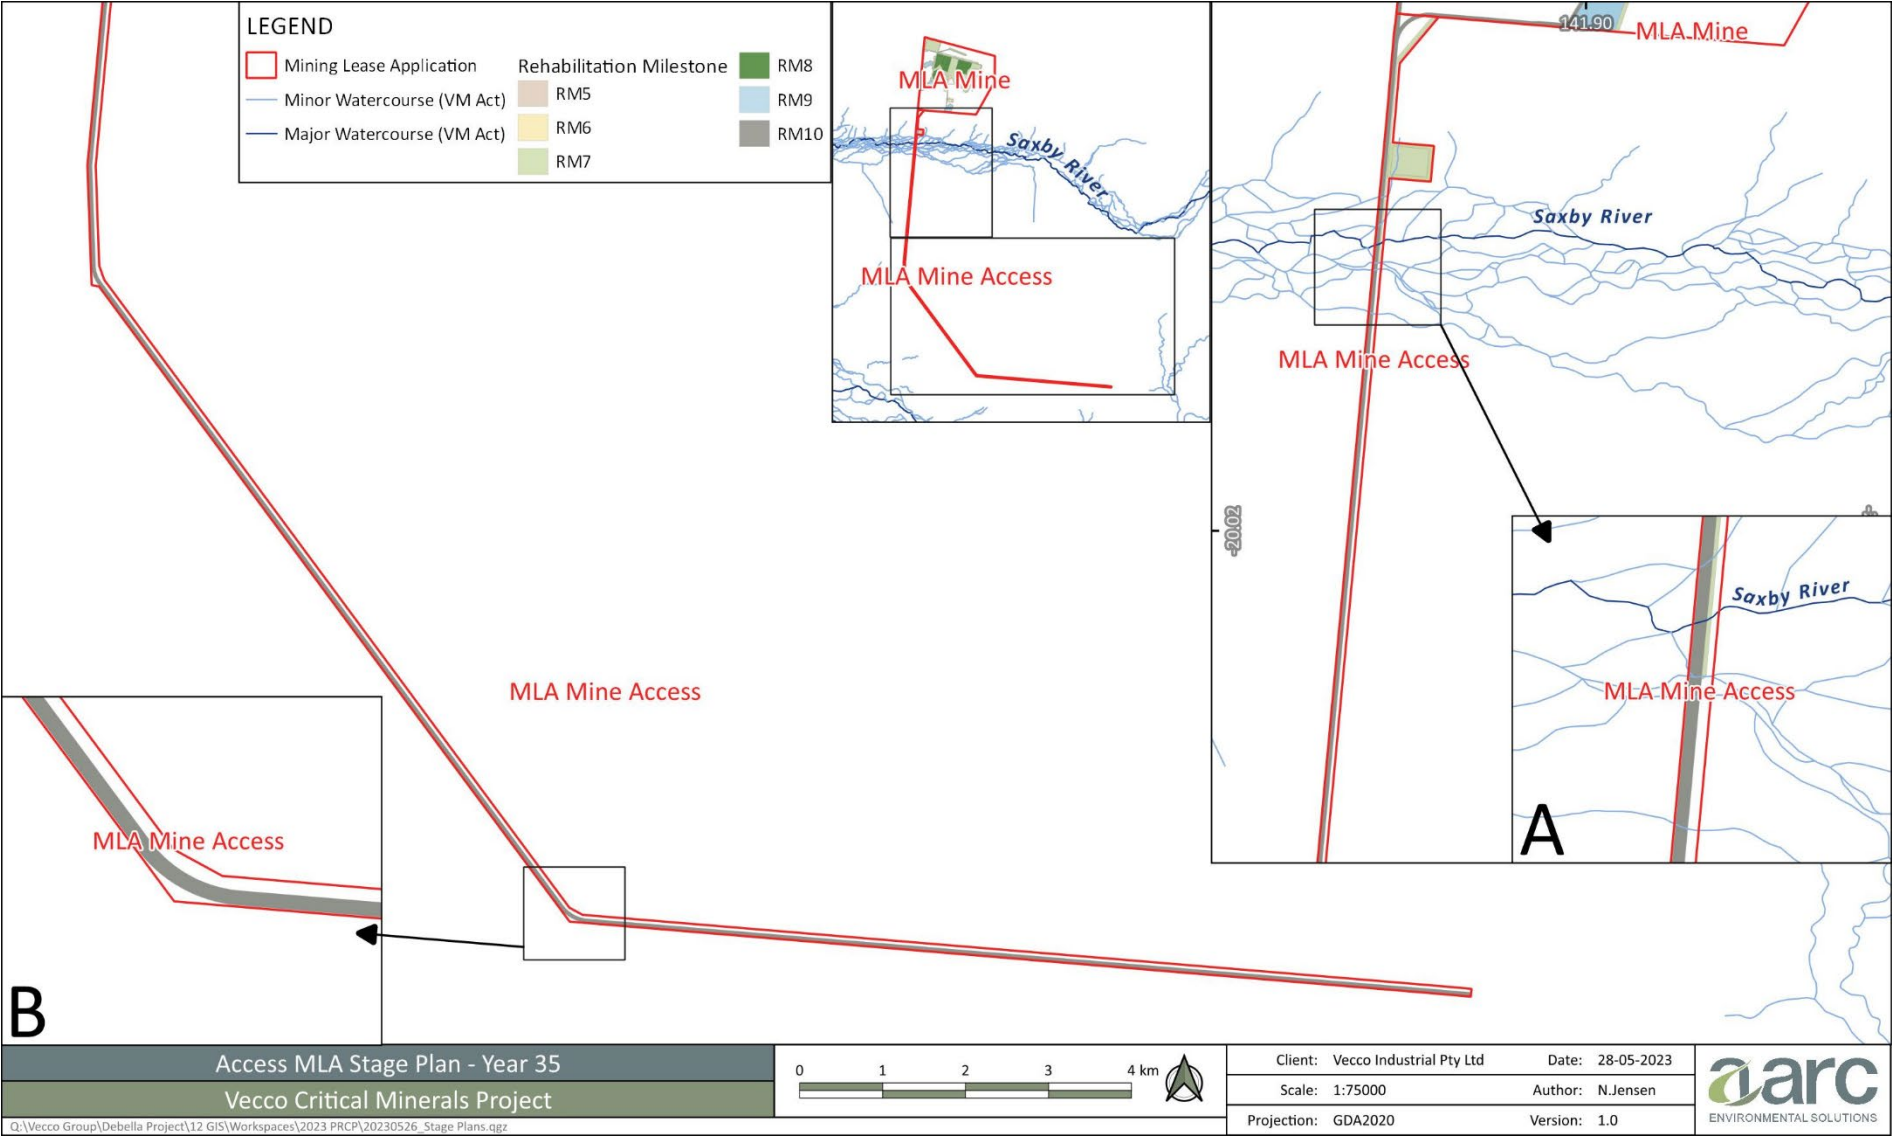 LEGEND
Mining Lease Application
Minor Watercourse (VM Act)
Major Watercourse (VM Act)
Rehabilitation Milestone
RM5
RM6
RM7
RM8
RM9
RM10
MLA Mine
Saxby River
MLA Mine Access
141.90
MLA Mine
Saxby River
MLA Mine Access
-20.02
Saxby River
MLA Mine Access
A
MLA Mine Access
MLA Mine Access
B
Access MLA Stage Plan - Year 35
Vecco Critical Minerals Project
Q:\Vecco Group\Debella Project\12 GIS\Workspaces\2023 PRCP\20230526_Stage Plans.qgz
0 1 2 3 4 km
Client: Vecco Industrial Pty Ltd Date: 28-05-2023
Scale: 1:75000 Author: N.Jensen
Projection: GDA2020 Version: 1.0
aarc
ENVIRONMENTAL SOLUTIONS